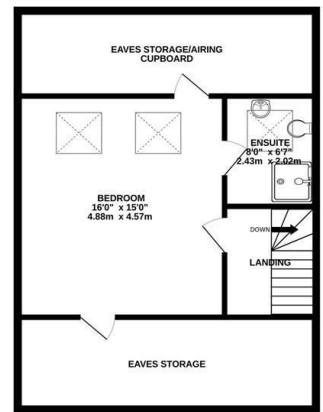 EAVES STORAGE/AIRING
CUPBOARD
ENSUITE
8'0" x 6'7"
2.43m x 2.02m
BEDROOM
16'0" x 15'0"
4.88m x 4.57m
DOWN
LANDING
EAVES STORAGE